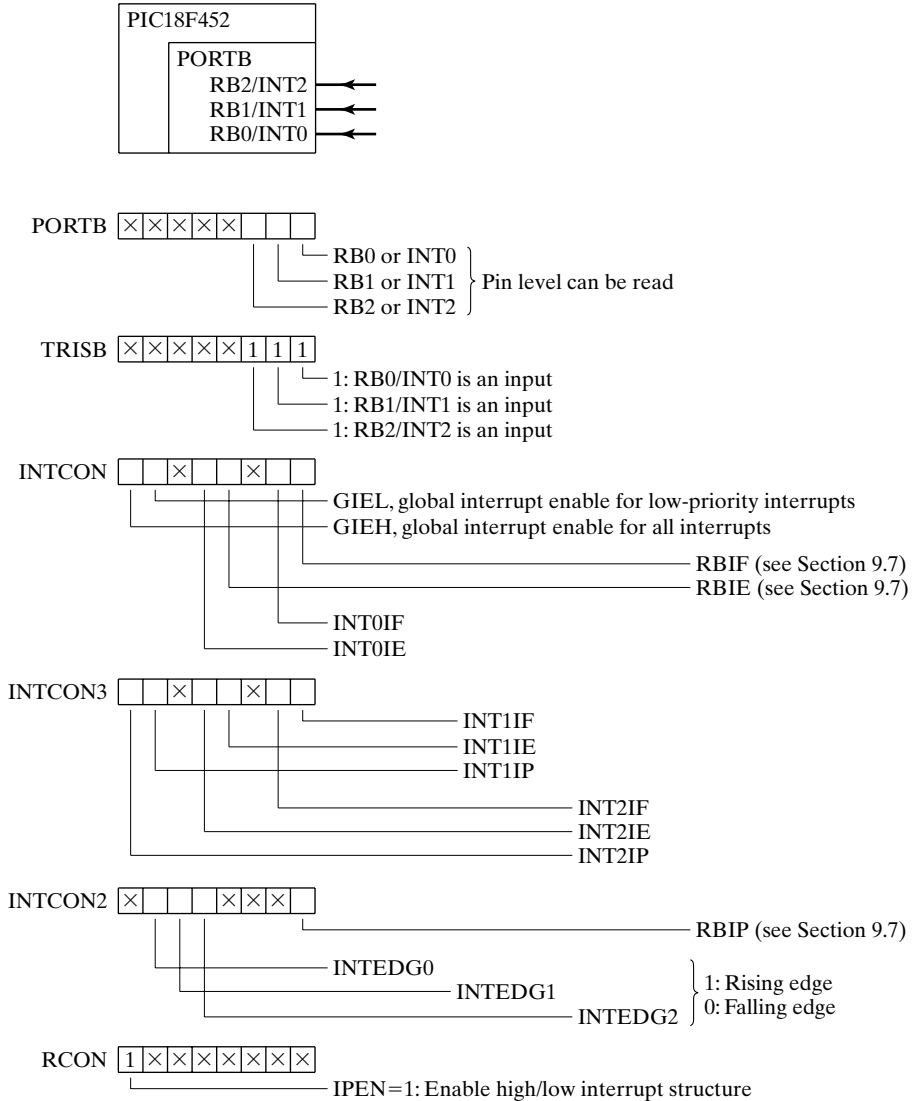 PIC18F452
PORTB
RB2/INT2
RB1/INT1
RB0/INT0
PORTB × × × × ×
RB0 or INT0
RB1 or INT1
RB2 or INT2
Pin level can be read
TRISB × × × × × 1 1 1
1: RB0/INT0 is an input
1: RB1/INT1 is an input
1: RB2/INT2 is an input
INTCON × ×
GIEL, global interrupt enable for low-priority interrupts
GIEH, global interrupt enable for all interrupts
RBIF (see Section 9.7)
RBIE (see Section 9.7)
INT0IF
INT0IE
INTCON3 × ×
INT1IF
INT1IE
INT1IP
INT2IF
INT2IE
INT2IP
INTCON2 × × × ×
RBIP (see Section 9.7)
INTEDG0
INTEDG1
INTEDG2
1: Rising edge
0: Falling edge
RCON 1 × × × × × × ×
IPEN=1: Enable high/low interrupt structure